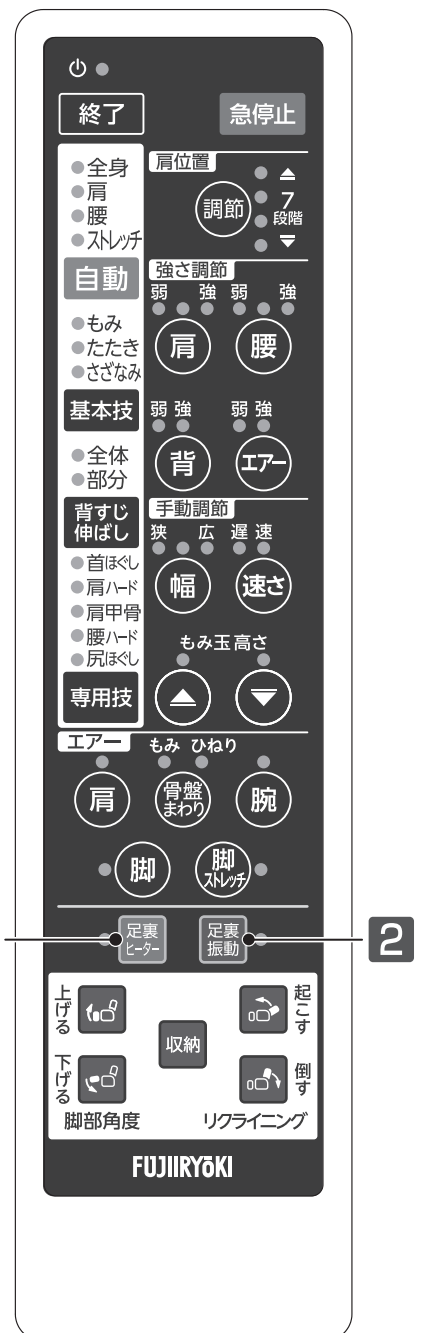 終了
急停止
全身
肩
腰
ストレッチ
自動
もみ
たたき
さざなみ
基本技
全体
部分
背すじ
伸ばし
首ほぐし
肩ハード
肩甲骨
腰ハード
尻ほぐし
専用技
肩位置
調節
7
段階
強さ調節
弱 強 弱 強
肩 腰
弱 強 弱 強
背 エアー
手動調節
狭 広 遅 速
幅 速さ
もみ玉高さ
エアー
もみ ひねり
肩
骨盤
まわり
腕
脚
脚
ストレッチ
足裏
ヒーター
足裏
振動
2
上げる
下げる
脚部角度
収納
起こす
倒す
リクライニング
FUJIIRYōKI